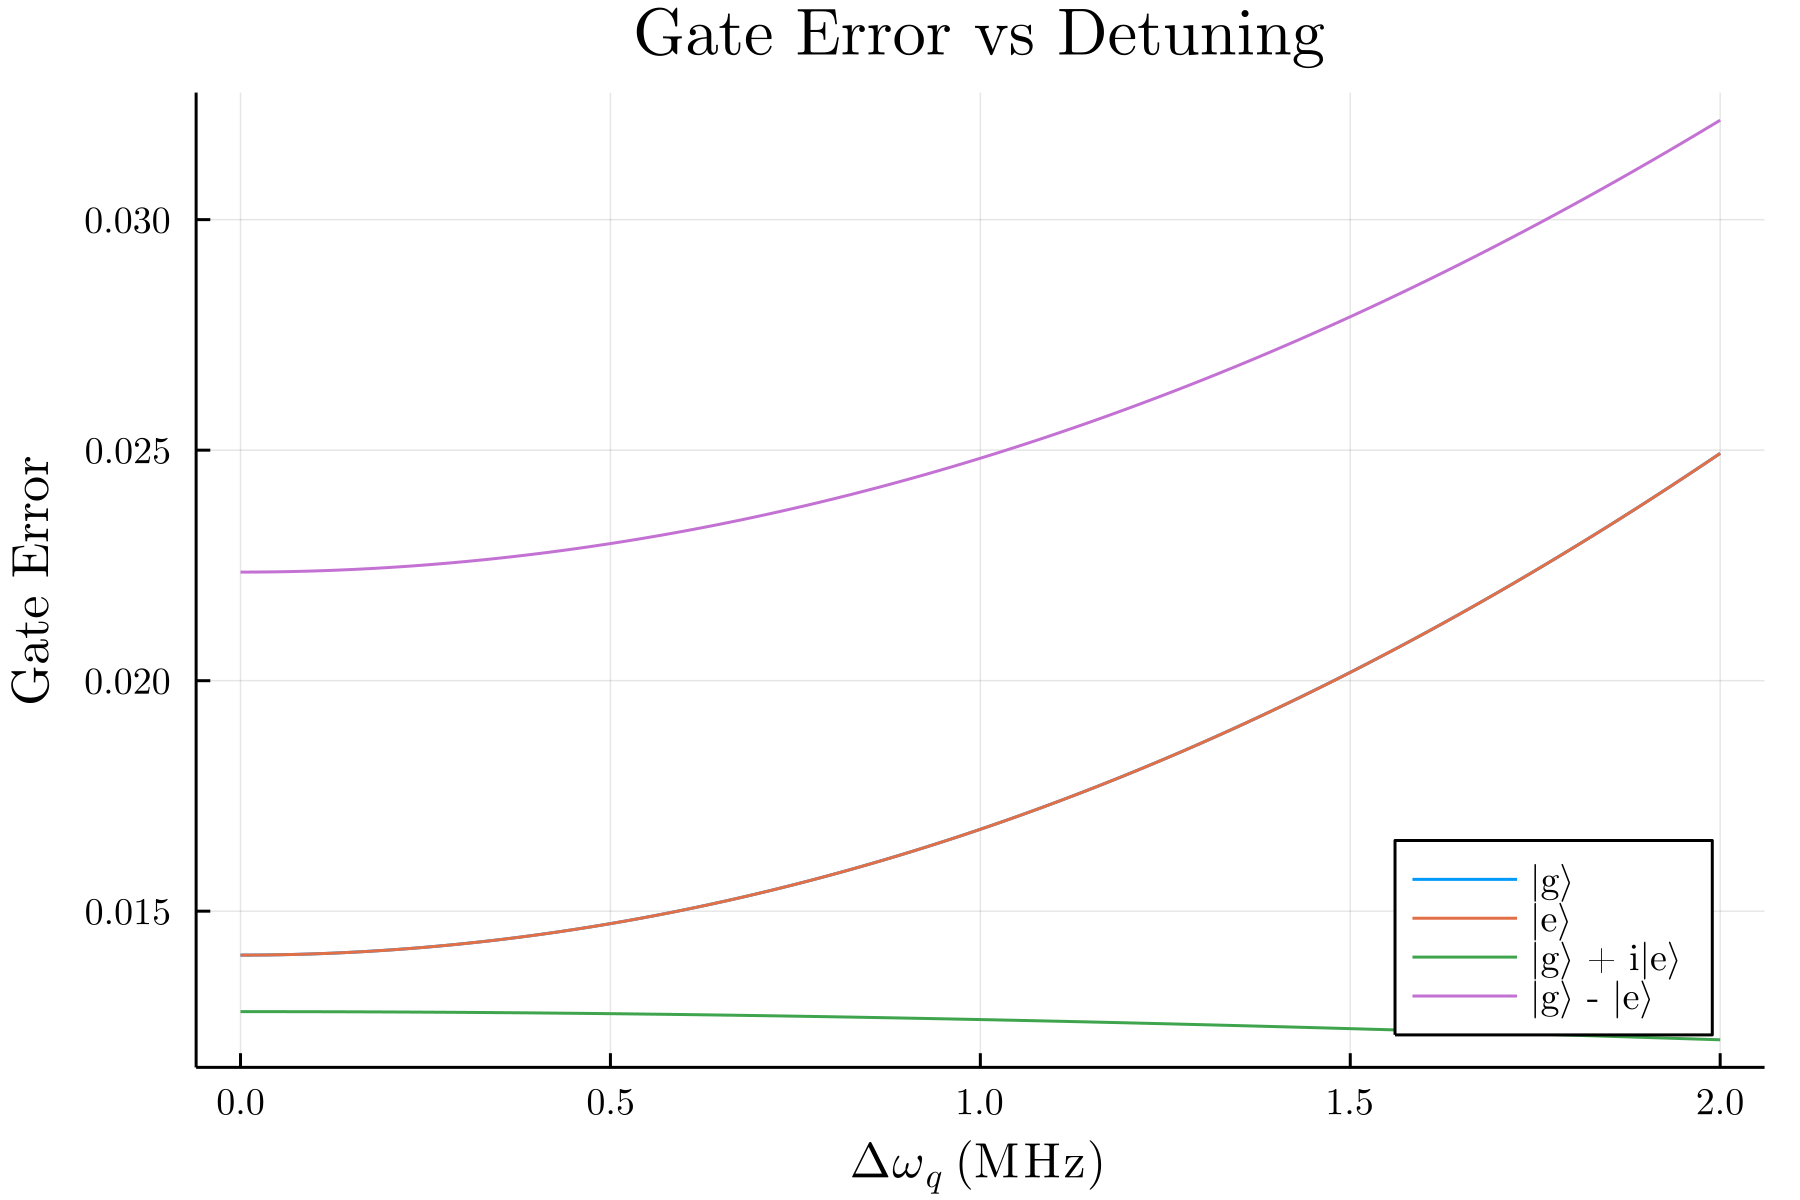 Gate Error vs Detuning
Gate Error
0.030
0.025
0.020
0.015
0.0 0.5 1.0 1.5 2.0
Δω_q (MHz)
|g⟩
|e⟩
|g⟩ + i|e⟩
|g⟩ - |e⟩